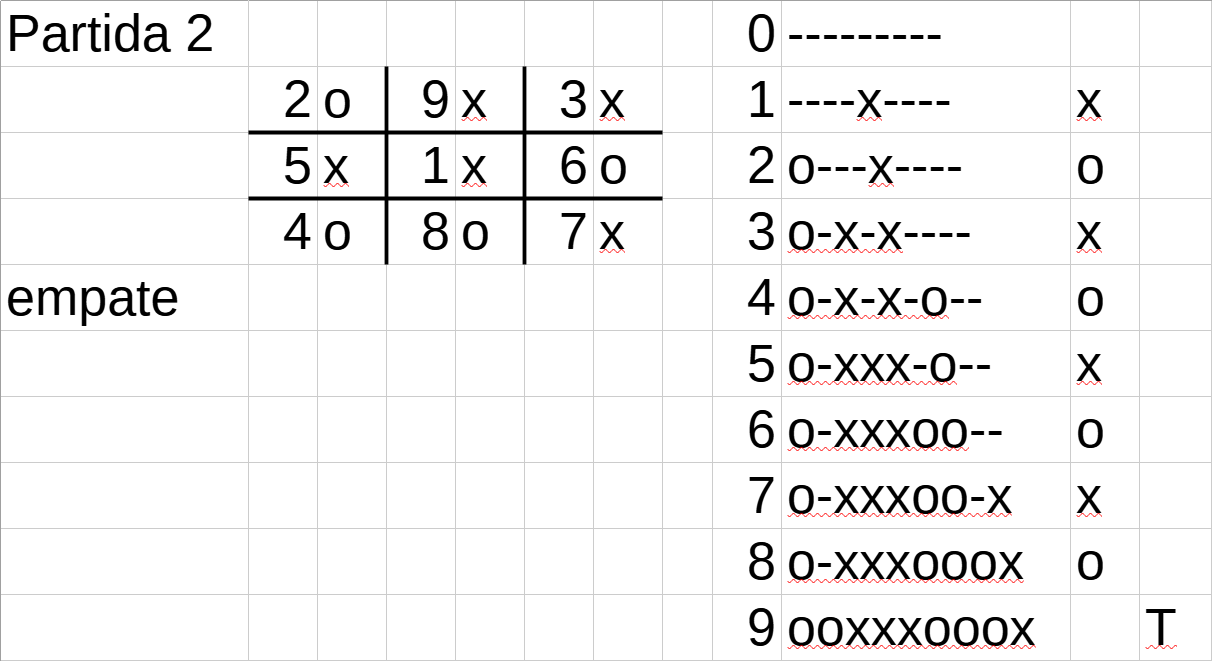 Partida 2 0 ---------
2 o 9 x 3 x 1 ----x---- x
5 x 1 x 6 o 2 o---x---- o
4 o 8 o 7 x 3 o-x-x---- x
empate 4 o-x-x-o-- o
5 o-xxx-o-- x
6 o-xxxoo-- o
7 o-xxxoo-x x
8 o-xxxooox o
9 ooxxxooox T